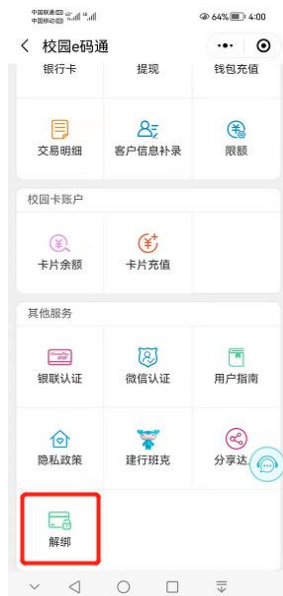 中国联通 HD
中国移动 HD
64% 4:00
校园e码通
银行卡 提现 钱包充值
交易明细 客户信息补录 限额
校园卡账户
卡片余额 卡片充值
其他服务
银联认证 微信认证 用户指南
隐私政策 建行班克 分享达
解绑